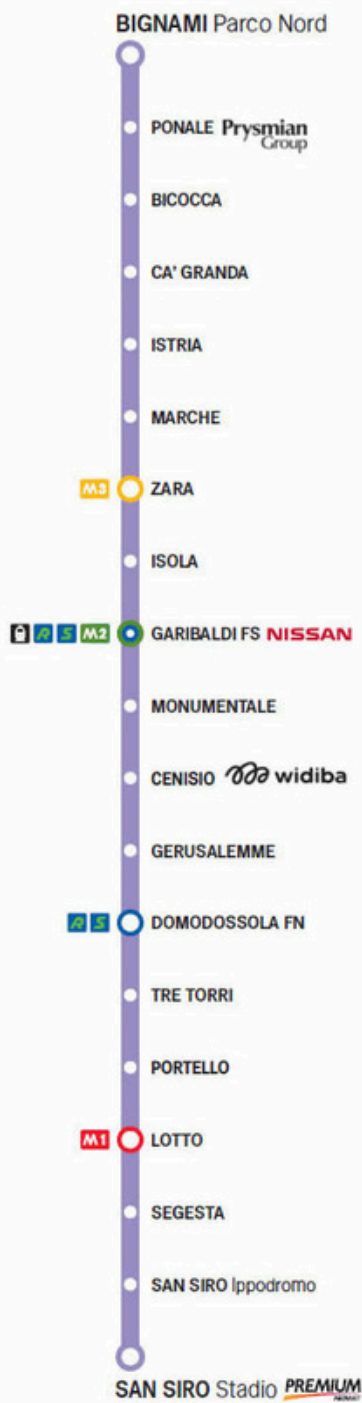 BIGNAMI Parco Nord
PONALE Prysmian Group
BICOCCA
CA' GRANDA
ISTRIA
MARCHE
M3 ZARA
ISOLA
R S M2 GARIBALDI FS NISSAN
MONUMENTALE
CENISIO widiba
GERUSALEMME
R S DOMODOSSOLA FN
TRE TORRI
PORTELLO
M1 LOTTO
SEGESTA
SAN SIRO Ippodromo
SAN SIRO Stadio PREMIUM